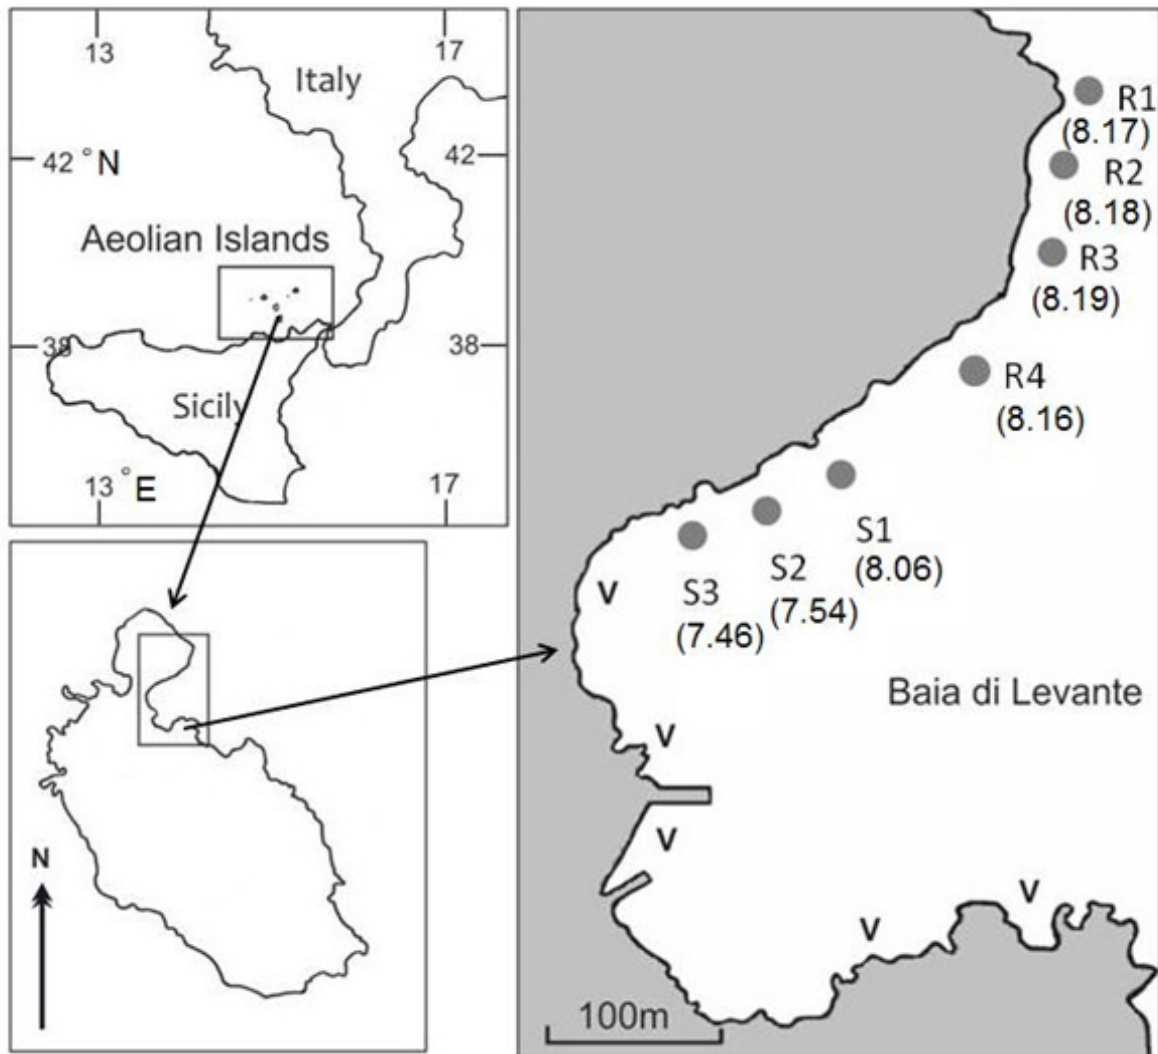 13
17
Italy
42 °N
42
Aeolian Islands
38
38
Sicily
13 °E
17
N
R1
(8.17)
R2
(8.18)
R3
(8.19)
R4
(8.16)
S1
(8.06)
S2
(7.54)
S3
(7.46)
V
Baia di Levante
V
V
V
V
100m